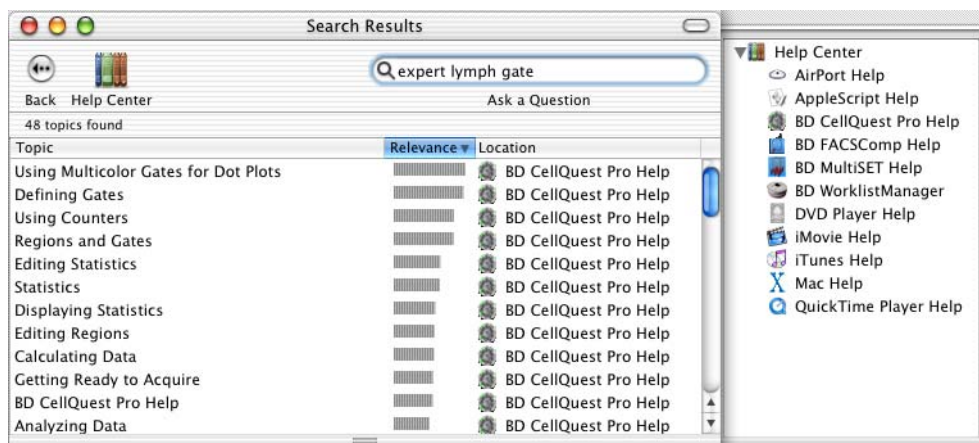 Search Results
expert lymph gate
Back Help Center Ask a Question
48 topics found
Topic Relevance Location
Using Multicolor Gates for Dot Plots BD CellQuest Pro Help
Defining Gates BD CellQuest Pro Help
Using Counters BD CellQuest Pro Help
Regions and Gates BD CellQuest Pro Help
Editing Statistics BD CellQuest Pro Help
Statistics BD CellQuest Pro Help
Displaying Statistics BD CellQuest Pro Help
Editing Regions BD CellQuest Pro Help
Calculating Data BD CellQuest Pro Help
Getting Ready to Acquire BD CellQuest Pro Help
BD CellQuest Pro Help BD CellQuest Pro Help
Analyzing Data BD CellQuest Pro Help
Help Center
AirPort Help
AppleScript Help
BD CellQuest Pro Help
BD FACSComp Help
BD MultiSET Help
BD WorklistManager
DVD Player Help
iMovie Help
iTunes Help
Mac Help
QuickTime Player Help